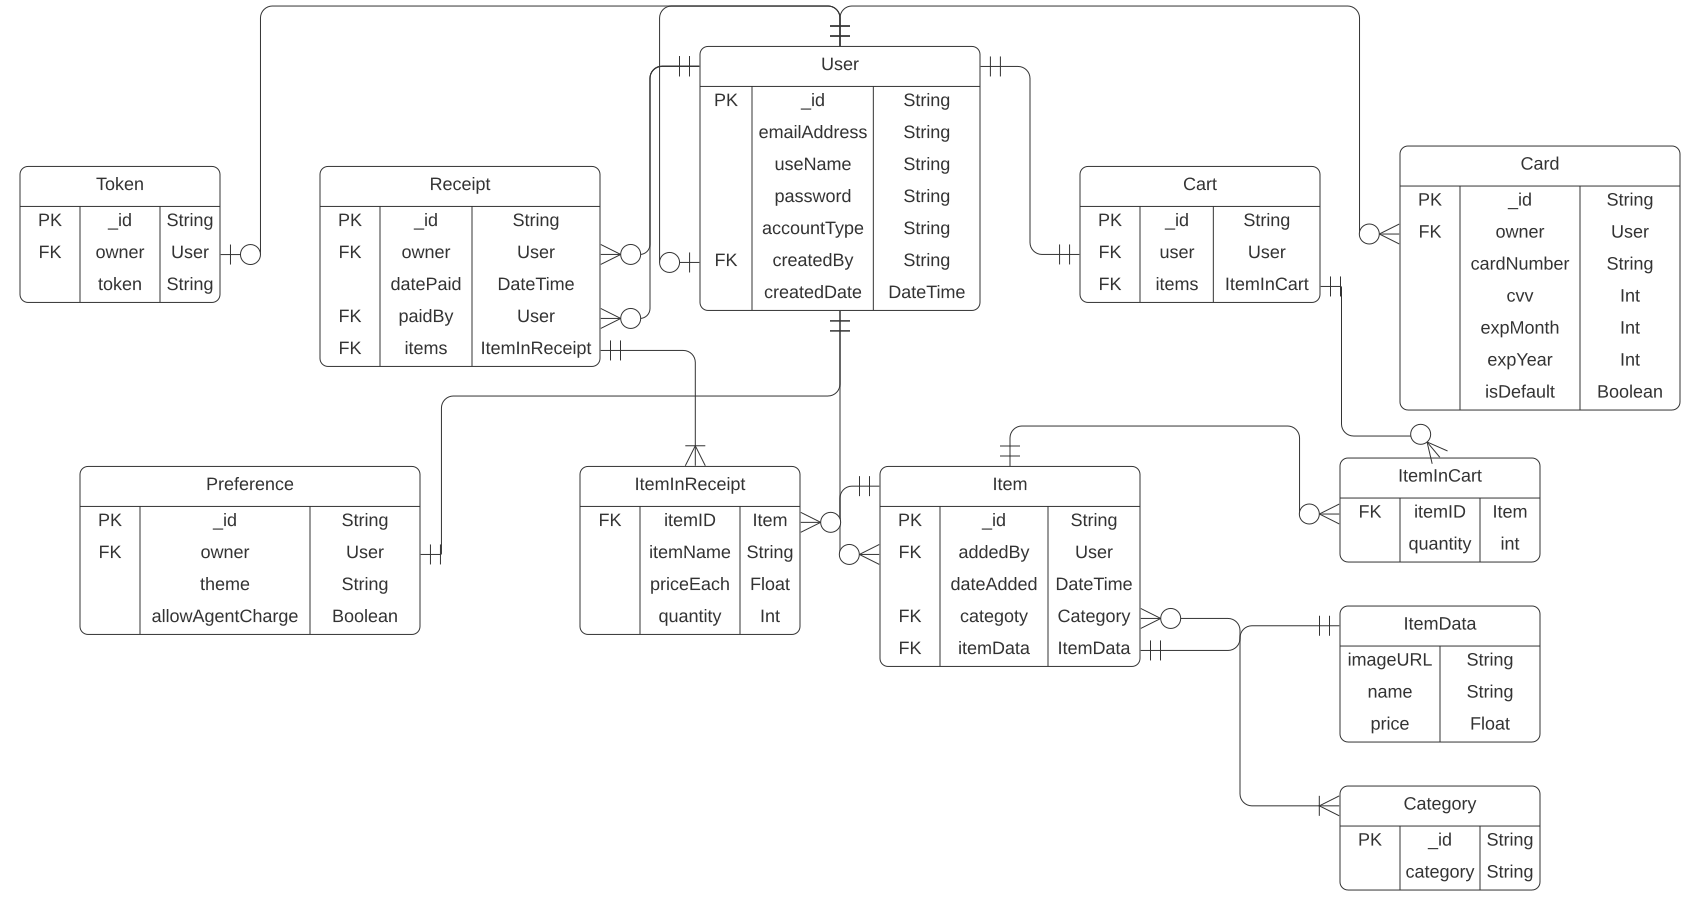 User
PK _id String
emailAddress String
useName String
password String
accountType String
FK createdBy String
createdDate DateTime
Token
PK _id String
FK owner User
token String
Receipt
PK _id String
FK owner User
datePaid DateTime
FK paidBy User
FK items ItemInReceipt
Cart
PK _id String
FK user User
FK items ItemInCart
Card
PK _id String
FK owner User
cardNumber String
cvv Int
expMonth Int
expYear Int
isDefault Boolean
Preference
PK _id String
FK owner User
theme String
allowAgentCharge Boolean
ItemInReceipt
FK itemID Item
itemName String
priceEach Float
quantity Int
Item
PK _id String
FK addedBy User
dateAdded DateTime
FK categoty Category
FK itemData ItemData
ItemInCart
FK itemID Item
quantity int
ItemData
imageURL String
name String
price Float
Category
PK _id String
category String